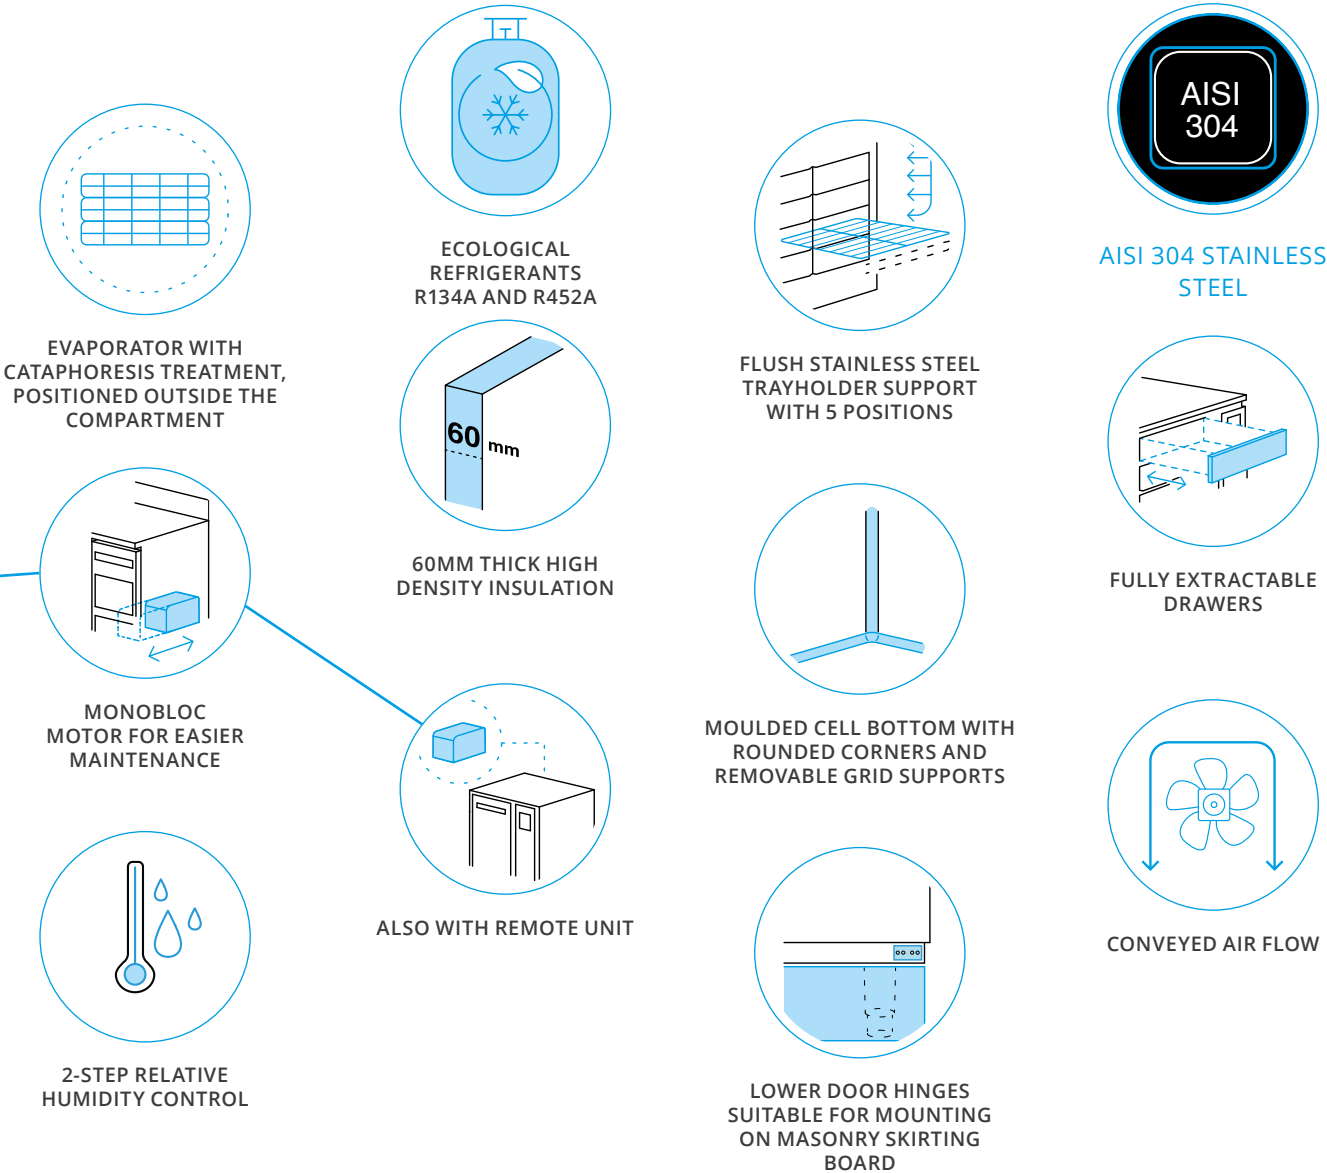 EVAPORATOR WITH
CATAPHORESIS TREATMENT,
POSITIONED OUTSIDE THE
COMPARTMENT
MONOBLOC
MOTOR FOR EASIER
MAINTENANCE
2-STEP RELATIVE
HUMIDITY CONTROL
ECOLOGICAL
REFRIGERANTS
R134A AND R452A
60 mm
60MM THICK HIGH
DENSITY INSULATION
ALSO WITH REMOTE UNIT
FLUSH STAINLESS STEEL
TRAYHOLDER SUPPORT
WITH 5 POSITIONS
MOULDED CELL BOTTOM WITH
ROUNDED CORNERS AND
REMOVABLE GRID SUPPORTS
LOWER DOOR HINGES
SUITABLE FOR MOUNTING
ON MASONRY SKIRTING
BOARD
AISI
304
AISI 304 STAINLESS
STEEL
FULLY EXTRACTABLE
DRAWERS
CONVEYED AIR FLOW